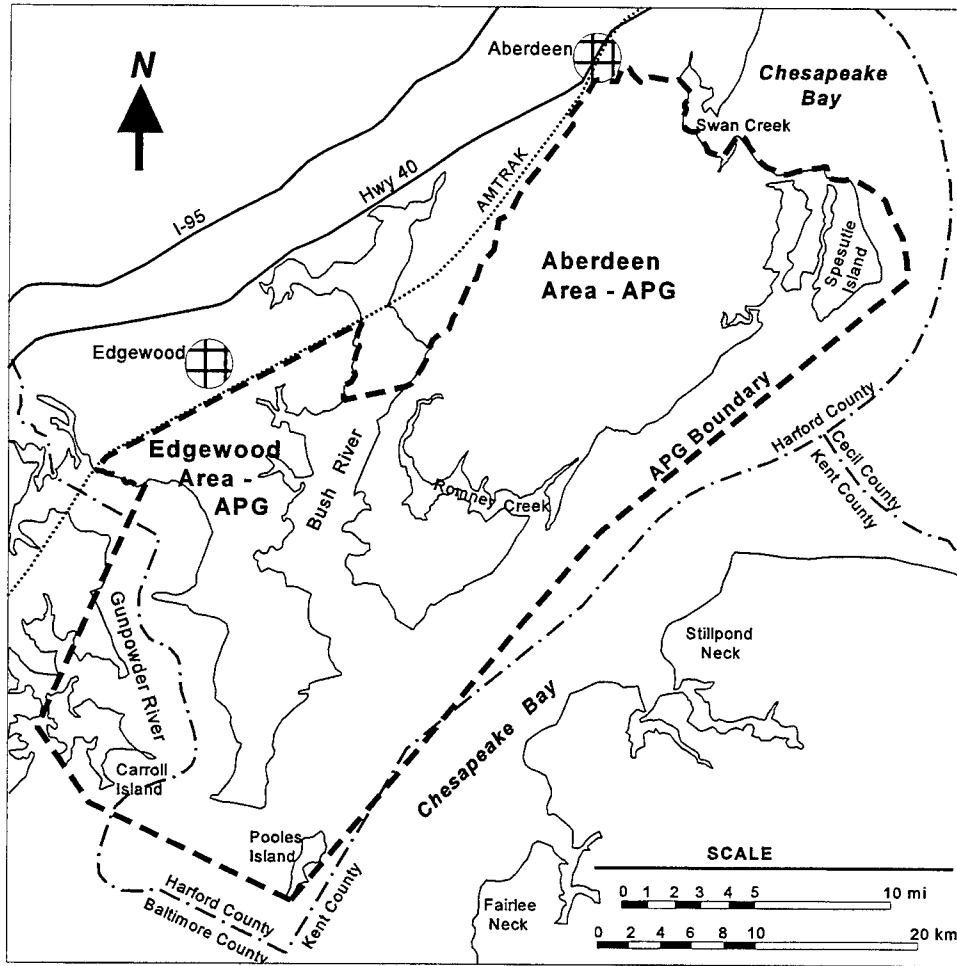 Aberdeen
N
Chesapeake
Bay
Swan Creek
AMTRAK
Hwy 40
I-95
Aberdeen
Area - APG
Spesutie
Island
Edgewood
APG Boundary
Harford County
Cecil County
Kent County
Edgewood
Area -
APG
Bush River
Romney Creek
Gunpowder River
Stillpond
Neck
Chesapeake Bay
Carroll
Island
Pooles
Island
Harford County
Baltimore County
Kent County
Fairlee
Neck
SCALE
0 1 2 3 4 5 10 mi
0 2 4 6 8 10 20 km